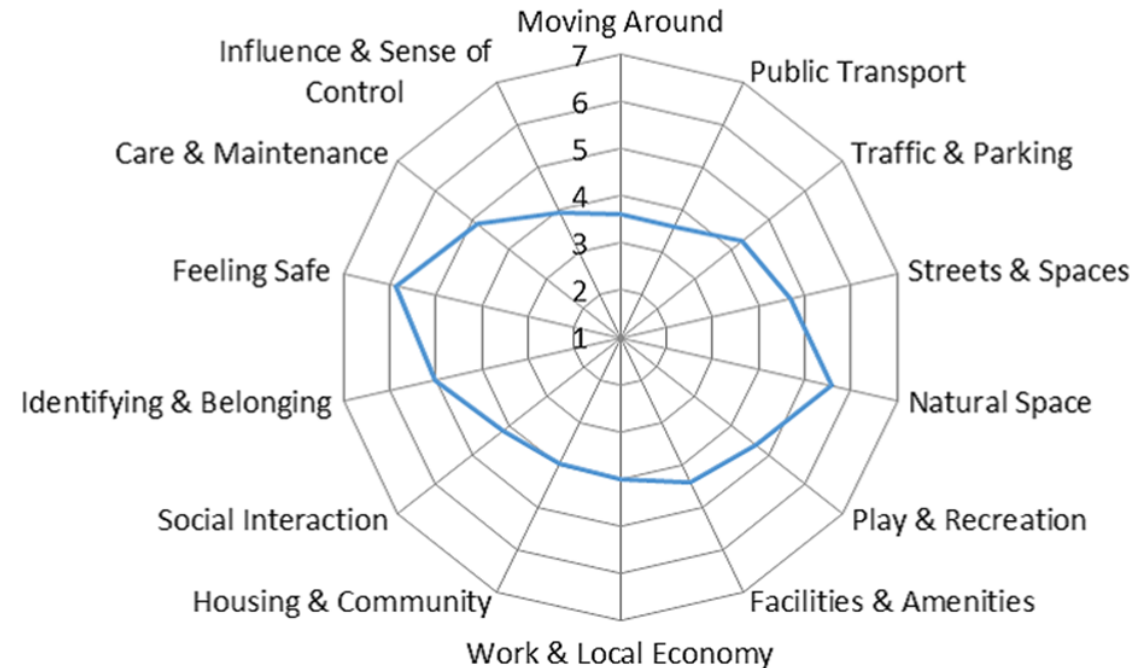 Moving Around
Public Transport
Traffic & Parking
Streets & Spaces
Natural Space
Play & Recreation
Facilities & Amenities
Work & Local Economy
Housing & Community
Social Interaction
Identifying & Belonging
Feeling Safe
Care & Maintenance
Influence & Sense of
Control
7
6
5
4
3
2
1